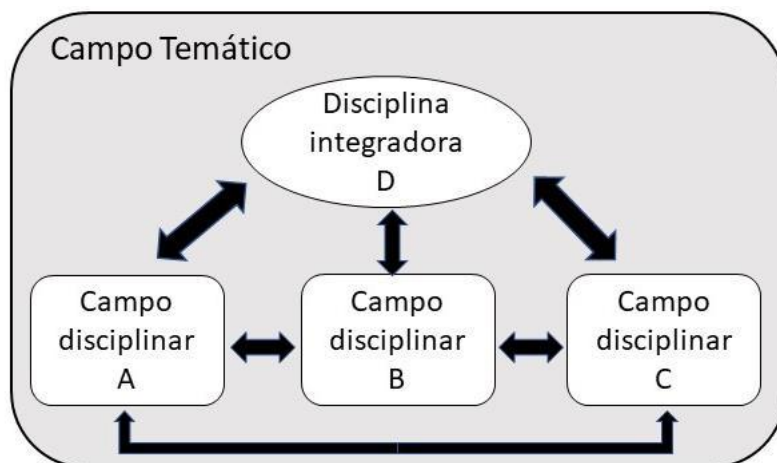 Campo Temático
Disciplina
integradora
D
Campo
disciplinar
A
Campo
disciplinar
B
Campo
disciplinar
C